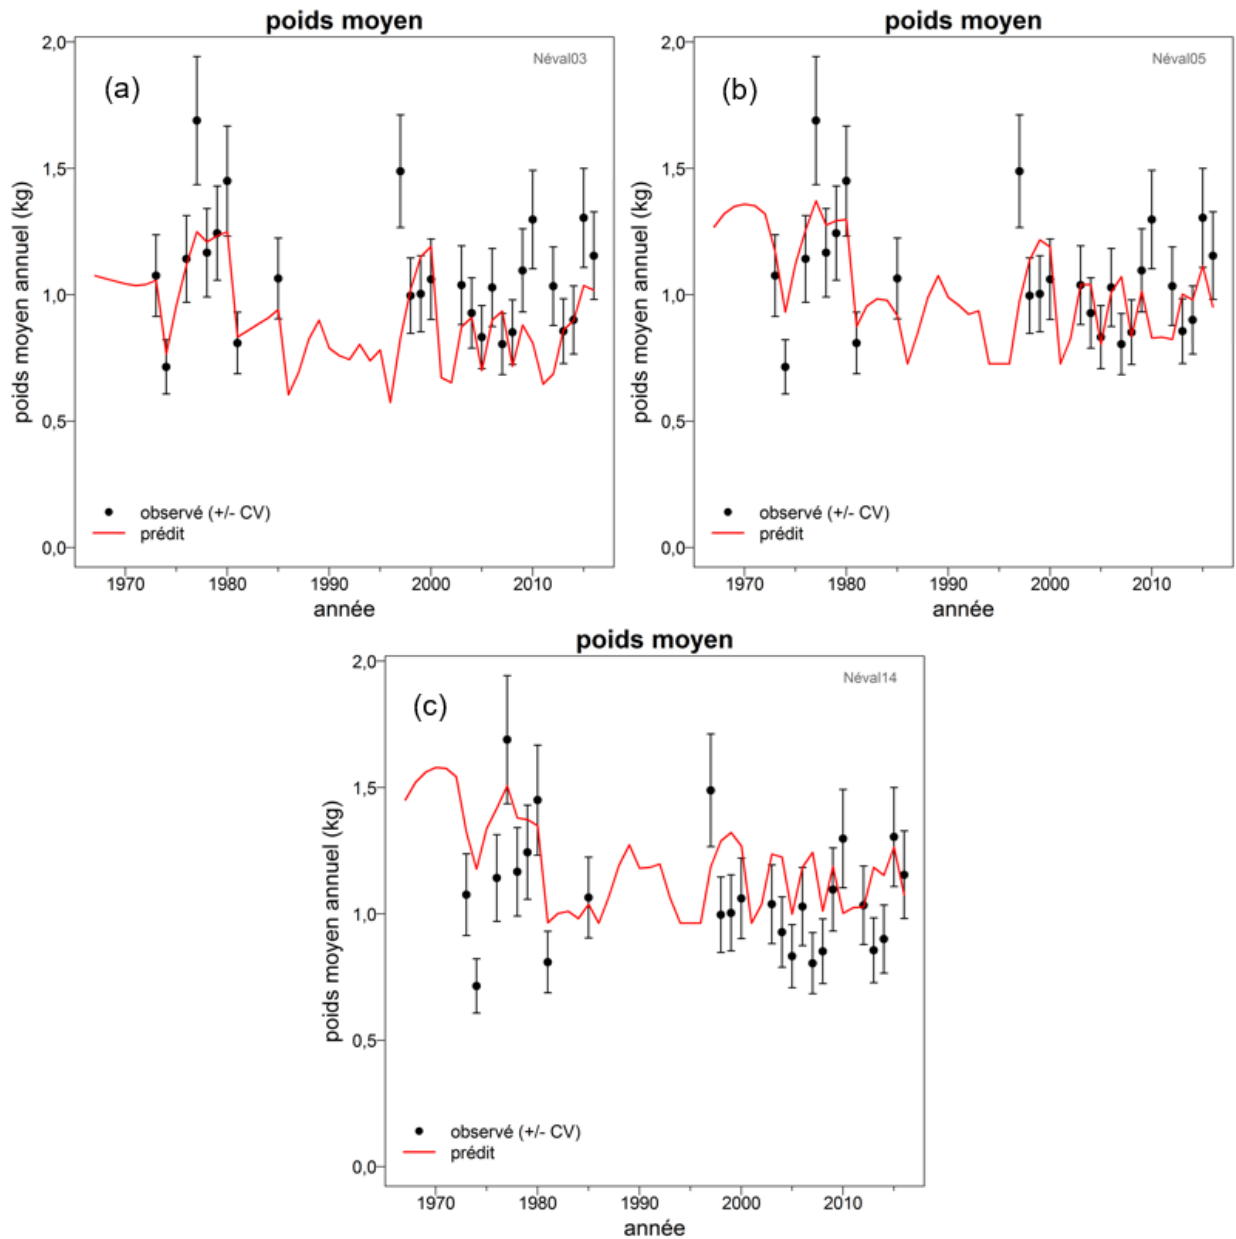 poids moyen
Néval03
(a)
poids moyen annuel (kg)
2,0
1,5
1,0
0,5
0,0
observé (+/- CV)
prédit
1970 1980 1990 2000 2010
année
poids moyen
Néval05
(b)
poids moyen annuel (kg)
2,0
1,5
1,0
0,5
0,0
observé (+/- CV)
prédit
1970 1980 1990 2000 2010
année
poids moyen
Néval14
(c)
poids moyen annuel (kg)
2,0
1,5
1,0
0,5
0,0
observé (+/- CV)
prédit
1970 1980 1990 2000 2010
année